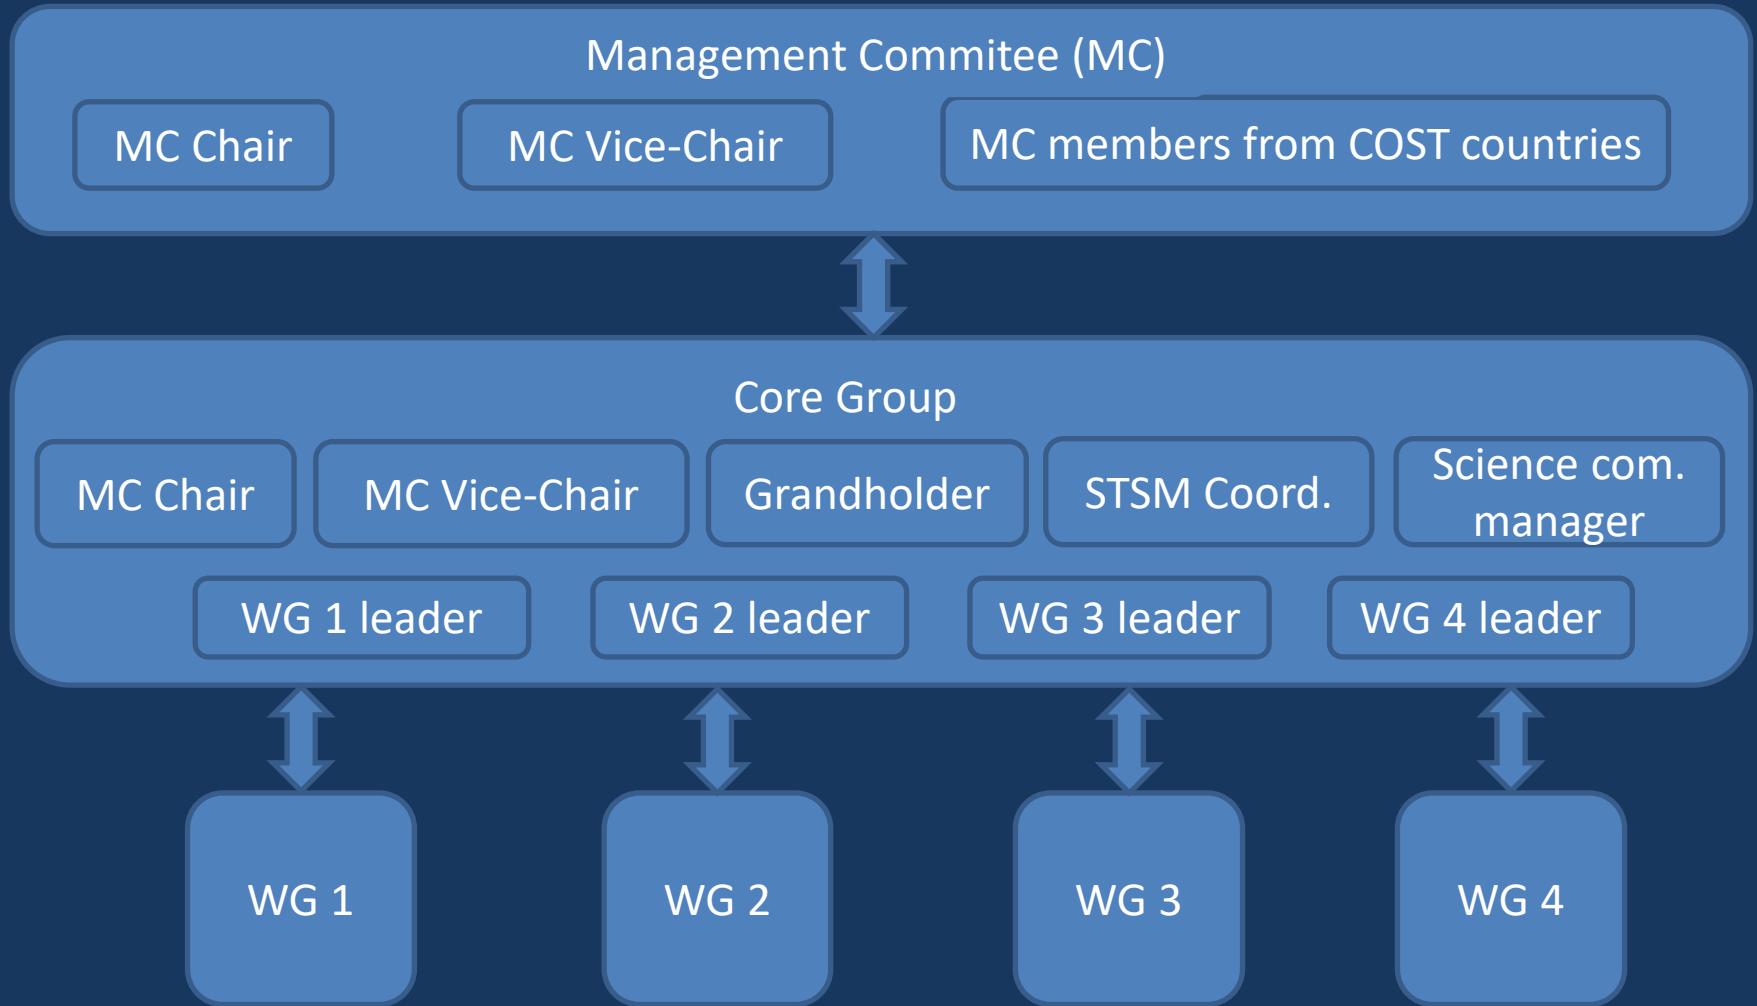 Management Commitee (MC)
MC Chair
MC Vice-Chair
MC members from COST countries
Core Group
MC Chair
MC Vice-Chair
Grandholder
STSM Coord.
Science com.
manager
WG 1 leader
WG 2 leader
WG 3 leader
WG 4 leader
WG 1
WG 2
WG 3
WG 4